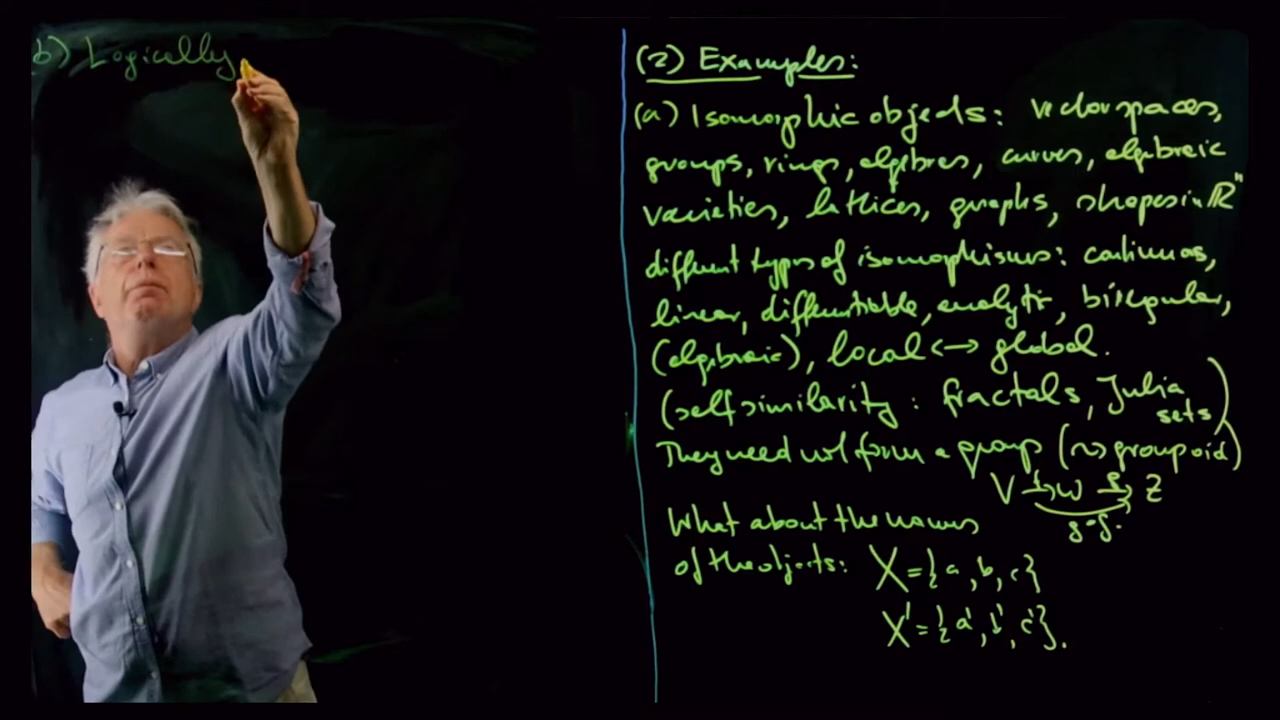 b) Logically
(2) Examples:
(a) Isomorphic objects: vectorspaces,
groups, rings, algebras, curves, algebraic
varieties, lattices, graphs, shapes in ℝⁿ
different types of isomorphisms: continuous,
linear, differentiable, analytic, biregular,
(algebraic), local ↔ global.
(selfsimilarity: fractals, Julia sets)
They need not form a group (~> groupoid)
V →f W →g Z
g∘f
What about the names
of the objects: X = {a, b, c}
X' = {a', b', c'}.